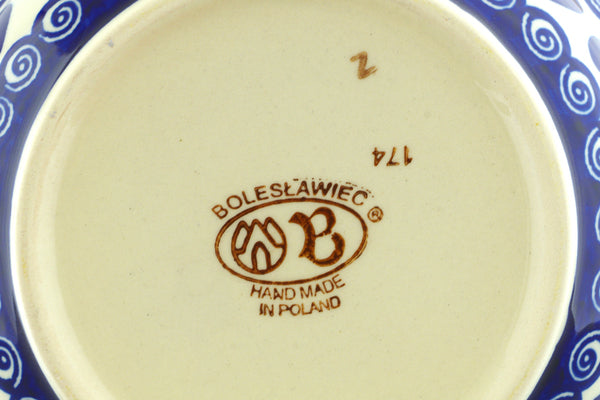 Z
174
BOLESŁAWIEC ®
B
HAND MADE
IN POLAND